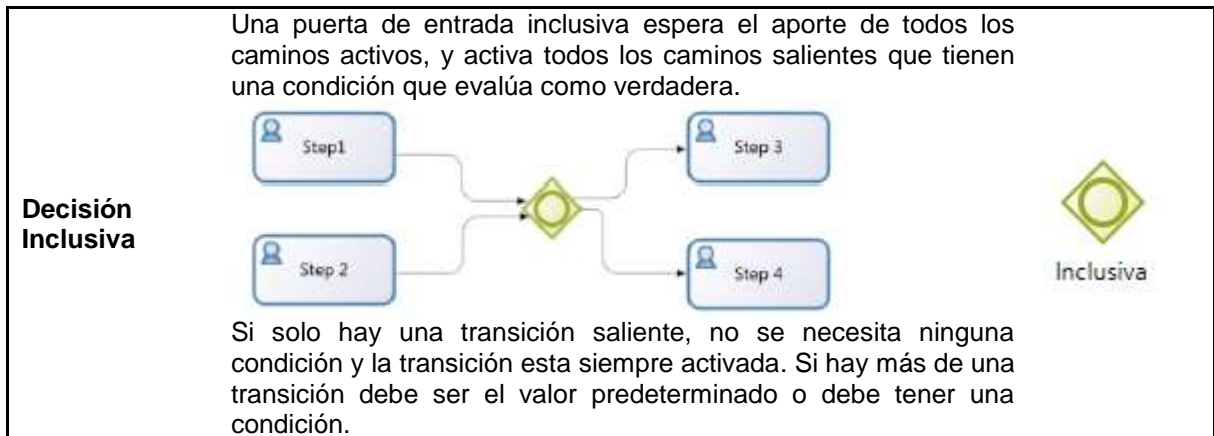 Una puerta de entrada inclusiva espera el aporte de todos los
caminos activos, y activa todos los caminos salientes que tienen
una condición que evalúa como verdadera.
Step1
Step 3
Decisión
Inclusiva
Step 2
Step 4
Inclusiva
Si solo hay una transición saliente, no se necesita ninguna
condición y la transición esta siempre activada. Si hay más de una
transición debe ser el valor predeterminado o debe tener una
condición.